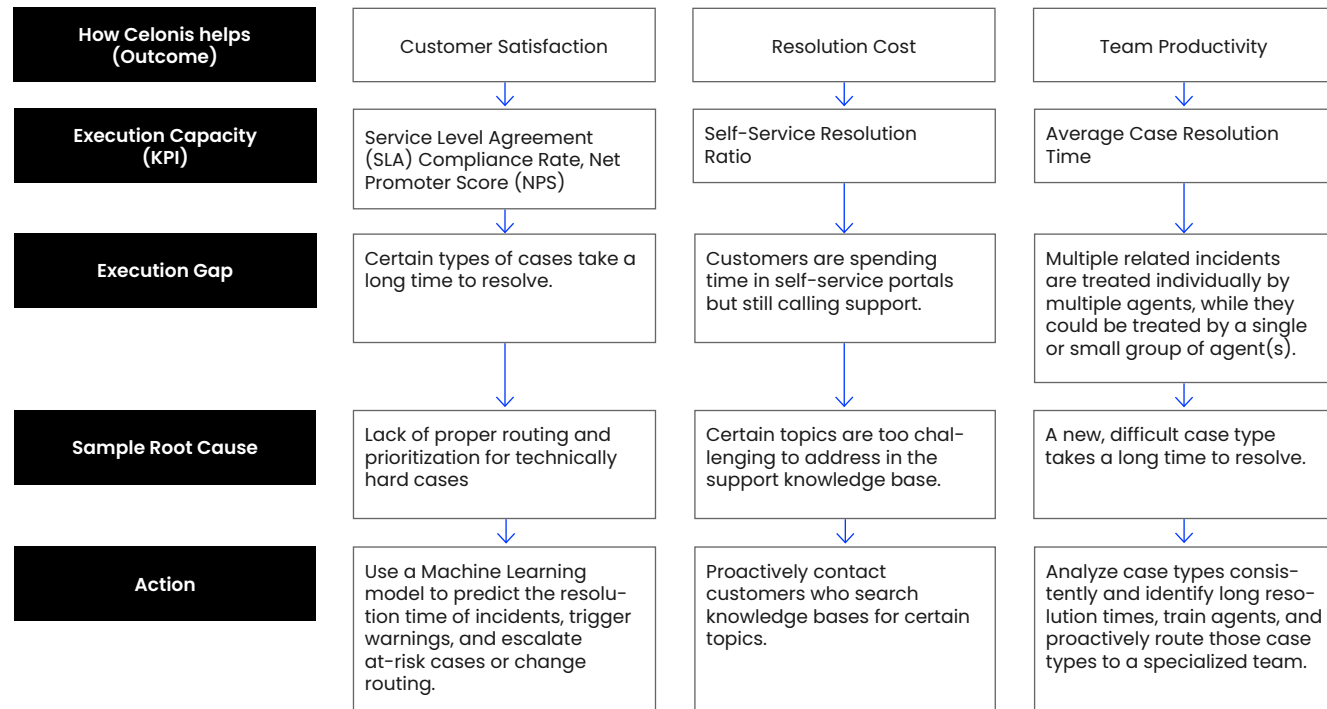 How Celonis helps
(Outcome)
Customer Satisfaction
Resolution Cost
Team Productivity
Execution Capacity
(KPI)
Service Level Agreement
(SLA) Compliance Rate, Net
Promoter Score (NPS)
Self-Service Resolution
Ratio
Average Case Resolution
Time
Execution Gap
Certain types of cases take a
long time to resolve.
Customers are spending
time in self-service portals
but still calling support.
Multiple related incidents
are treated individually by
multiple agents, while they
could be treated by a single
or small group of agent(s).
Sample Root Cause
Lack of proper routing and
prioritization for technically
hard cases
Certain topics are too chal-
lenging to address in the
support knowledge base.
A new, difficult case type
takes a long time to resolve.
Action
Use a Machine Learning
model to predict the resolu-
tion time of incidents, trigger
warnings, and escalate
at-risk cases or change
routing.
Proactively contact
customers who search
knowledge bases for certain
topics.
Analyze case types consis-
tently and identify long reso-
lution times, train agents, and
proactively route those case
types to a specialized team.